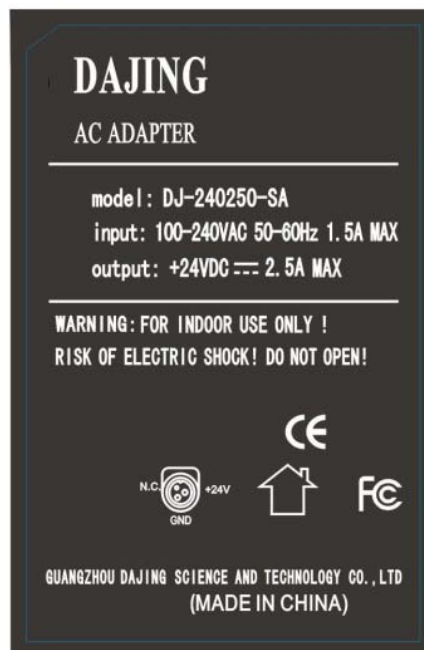 DAJING
AC ADAPTER
model: DJ-240250-SA
input: 100-240VAC 50-60Hz 1.5A MAX
output: +24VDC ⎓ 2.5A MAX
WARNING: FOR INDOOR USE ONLY !
RISK OF ELECTRIC SHOCK! DO NOT OPEN!
CE
N.C. +24V
GND
FC
GUANGZHOU DAJING SCIENCE AND TECHNOLOGY CO.,LTD
(MADE IN CHINA)